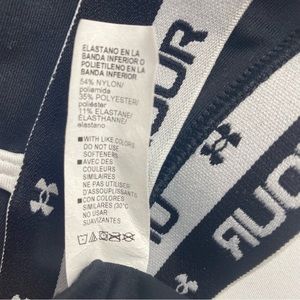 ELASTANO EN LA
BANDA INFERIOR O
POLIETILENO EN LA
BANDA INFERIOR
54% NYLON/
poliamida
35% POLYESTER/
poliéster
11% ELASTANE/
ÉLASTHANNE/
elastano
■ WITH LIKE COLORS
DO NOT USE
SOFTENERS
■ AVEC DES
COULEURS
SIMILAIRES
NE PAS UTILISER
D'ASSOUPLISSANTS
■ CON COLORES
SIMILARES (30°C
NO USAR
SUAVIZANTES